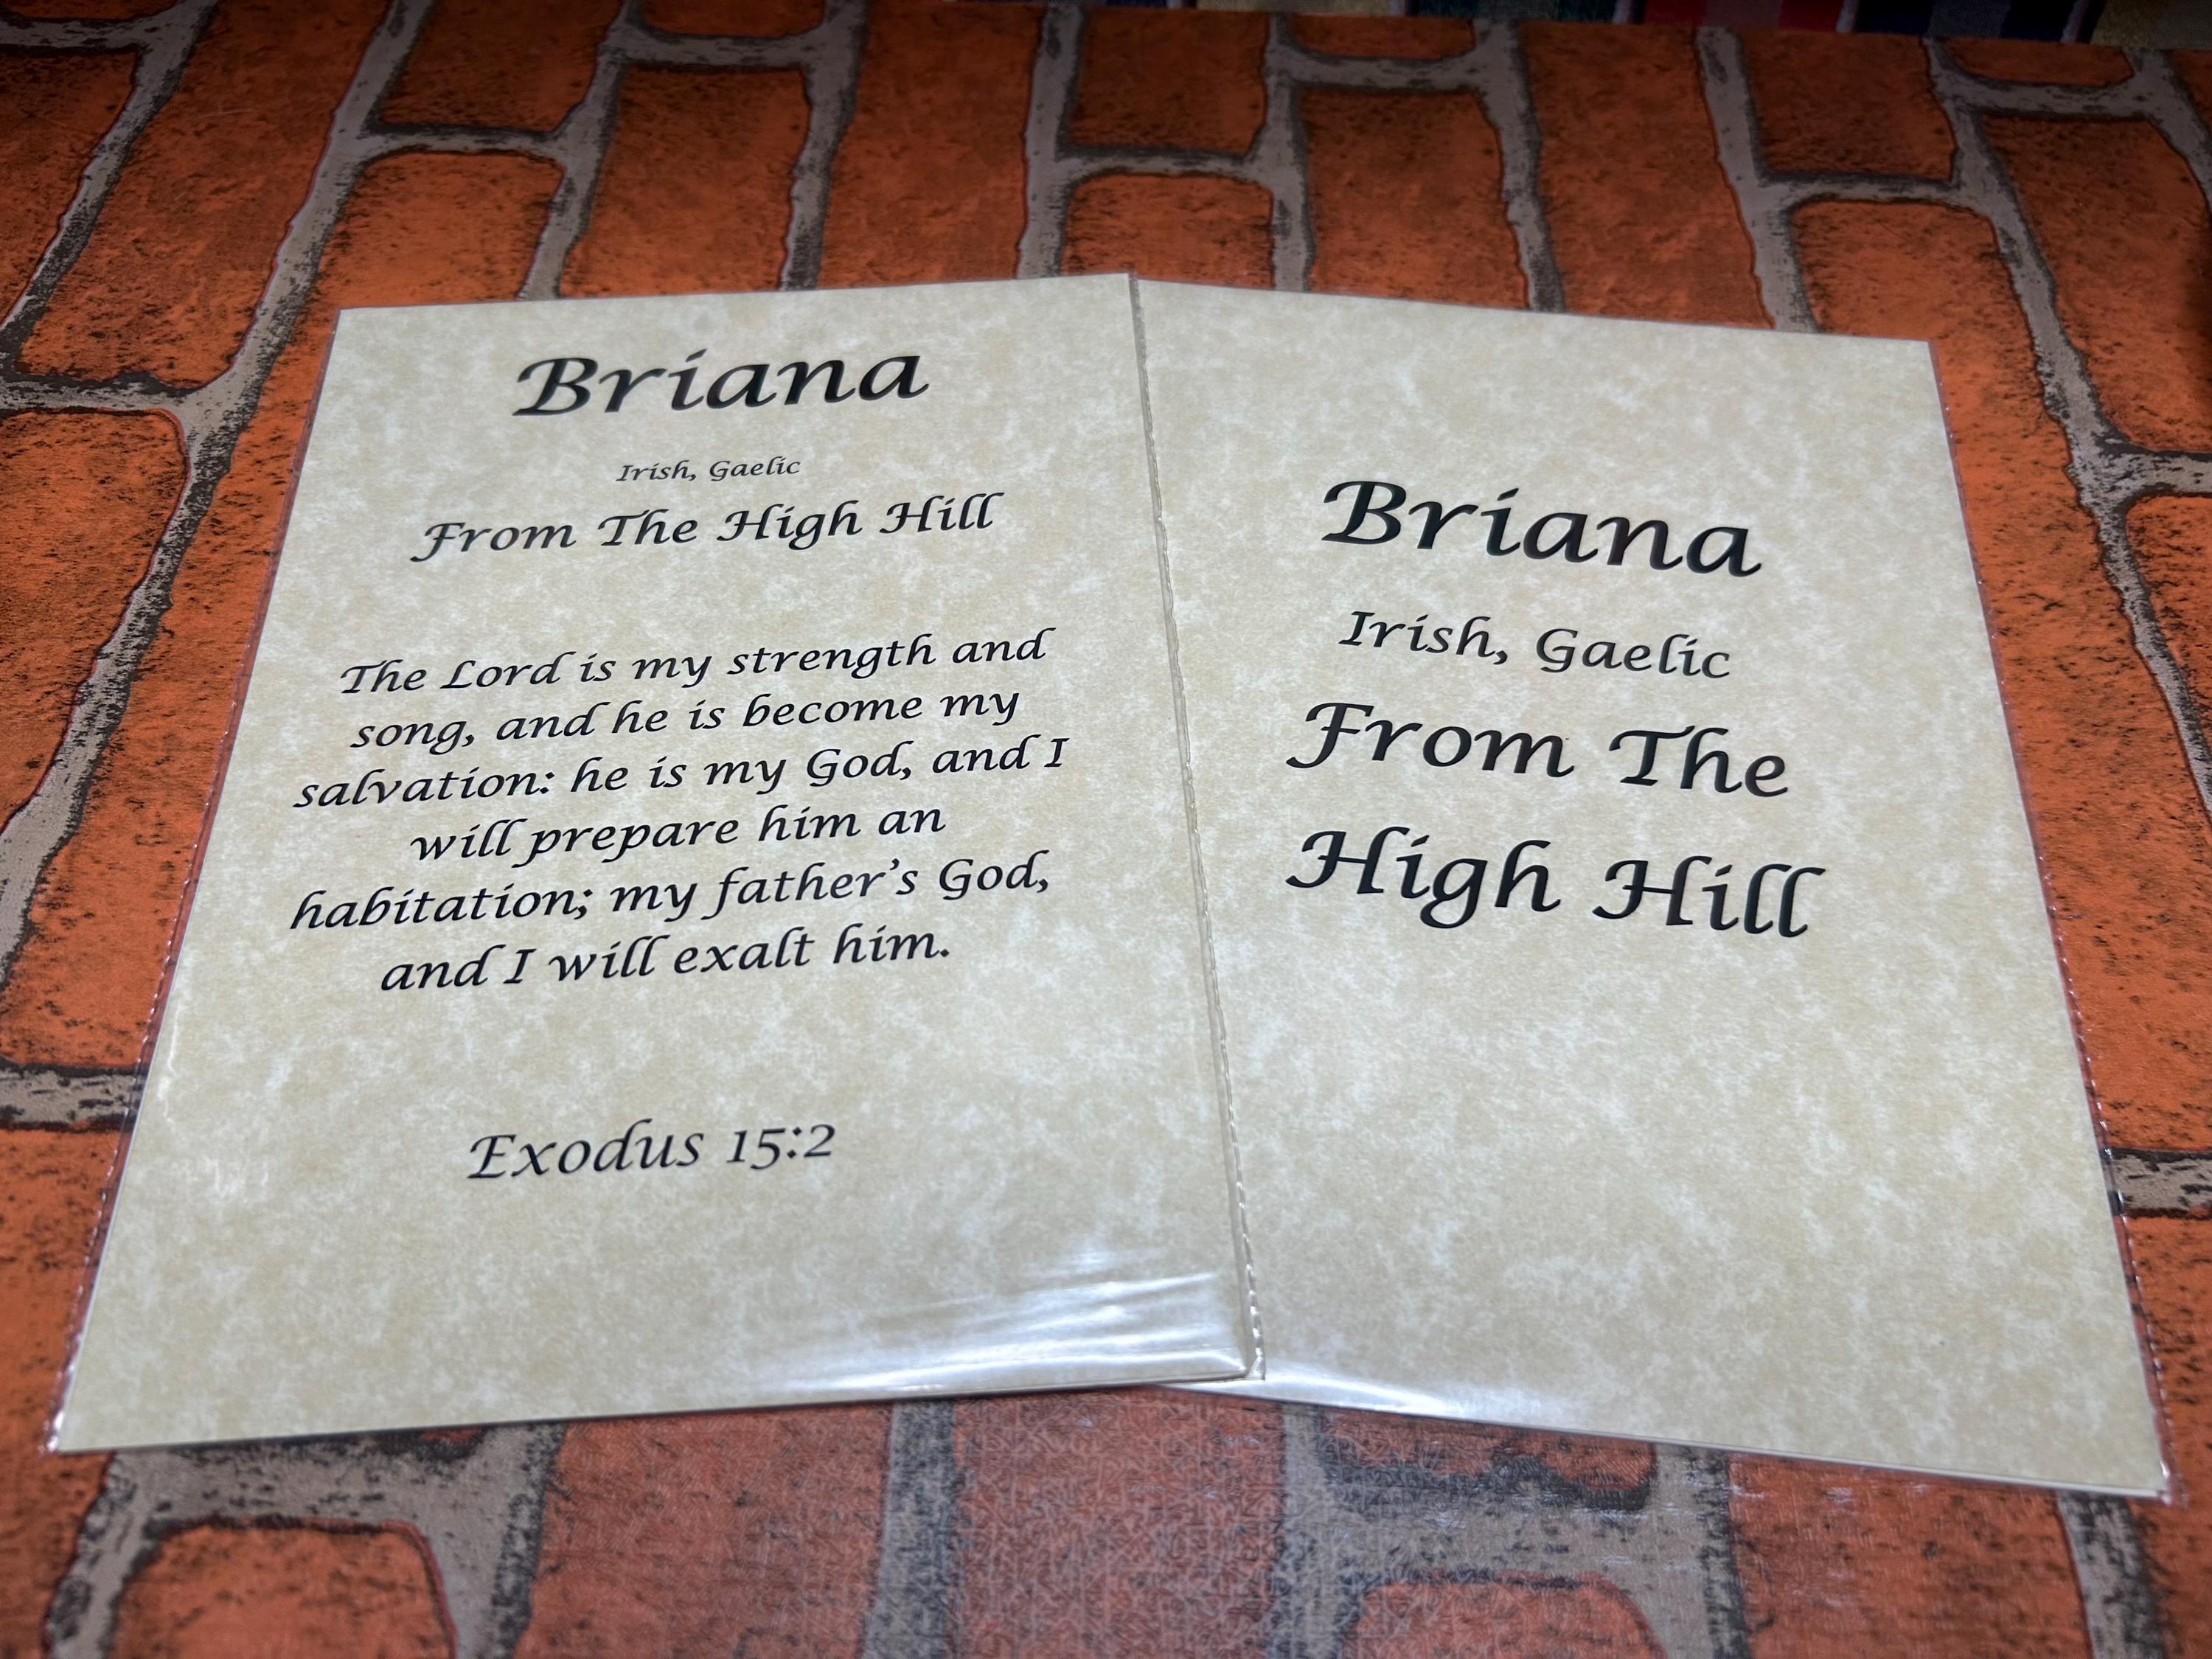 Briana
Irish, Gaelic
From The High Hill
The Lord is my strength and
song, and he is become my
salvation: he is my God, and I
will prepare him an
habitation; my father's God,
and I will exalt him.
Exodus 15:2
Briana
Irish, Gaelic
From The
High Hill